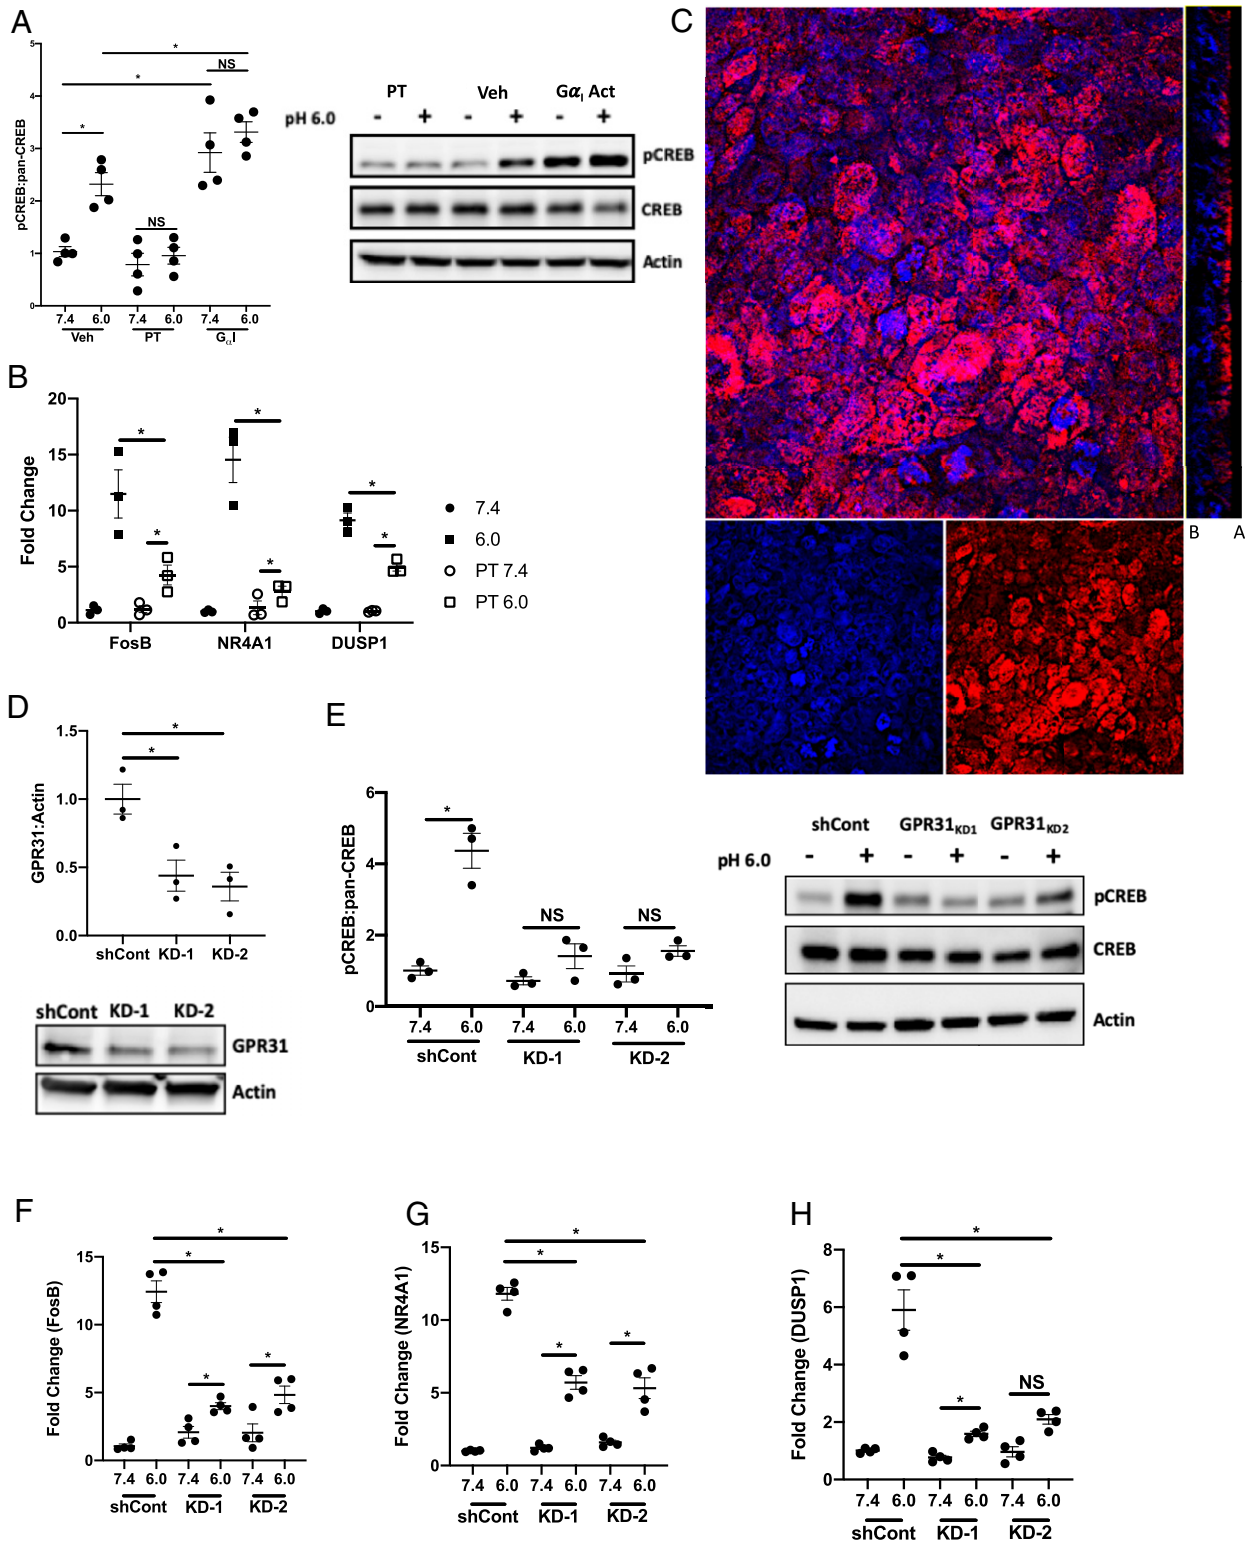 A
pCREB:pan-CREB
5
4
3
2
1
0
*
*
*
NS
NS
7.4 6.0 7.4 6.0 7.4 6.0
Veh PT GαI
PT Veh Gα, Act
pH 6.0 - + - + - +
pCREB
CREB
Actin
C
B A
B
Fold Change
20
15
10
5
0
*
*
*
*
*
*
FosB NR4A1 DUSP1
7.4
6.0
PT 7.4
PT 6.0
D
GPR31:Actin
1.5
1.0
0.5
0.0
*
*
shCont KD-1 KD-2
shCont KD-1 KD-2
GPR31
Actin
E
pCREB:pan-CREB
6
4
2
0
*
NS
NS
7.4 6.0 7.4 6.0 7.4 6.0
shCont KD-1 KD-2
shCont GPR31KD1 GPR31KD2
pH 6.0 - + - + - +
pCREB
CREB
Actin
F
Fold Change (FosB)
15
10
5
0
*
*
*
*
7.4 6.0 7.4 6.0 7.4 6.0
shCont KD-1 KD-2
G
Fold Change (NR4A1)
15
10
5
0
*
*
*
*
7.4 6.0 7.4 6.0 7.4 6.0
shCont KD-1 KD-2
H
Fold Change (DUSP1)
8
6
4
2
0
*
*
*
NS
7.4 6.0 7.4 6.0 7.4 6.0
shCont KD-1 KD-2